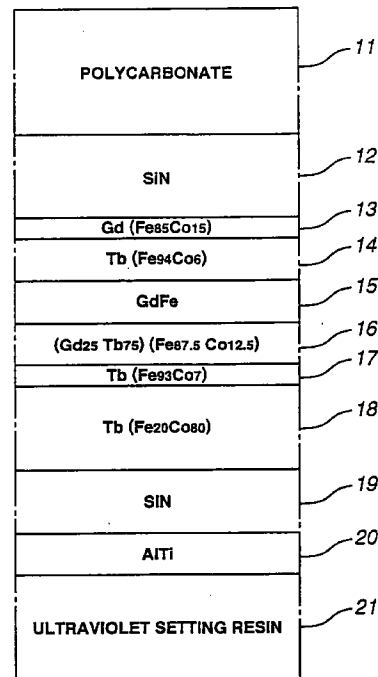 POLYCARBONATE
11
SiN
12
Gd (Fe85Co15)
13
Tb (Fe94Co6)
14
GdFe
15
(Gd25 Tb75) (Fe87.5 Co12.5)
16
Tb (Fe93Co7)
17
Tb (Fe20Co80)
18
SiN
19
AlTi
20
ULTRAVIOLET SETTING RESIN
21